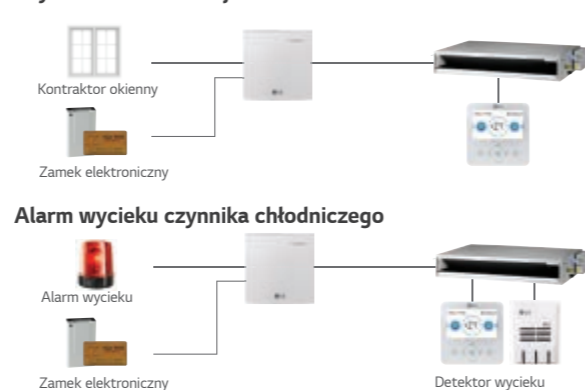 Kontraktor okienny
Zamek elektroniczny
Alarm wycieku czynnika chłodniczego
Alarm wycieku
Zamek elektroniczny
Detektor wycieku